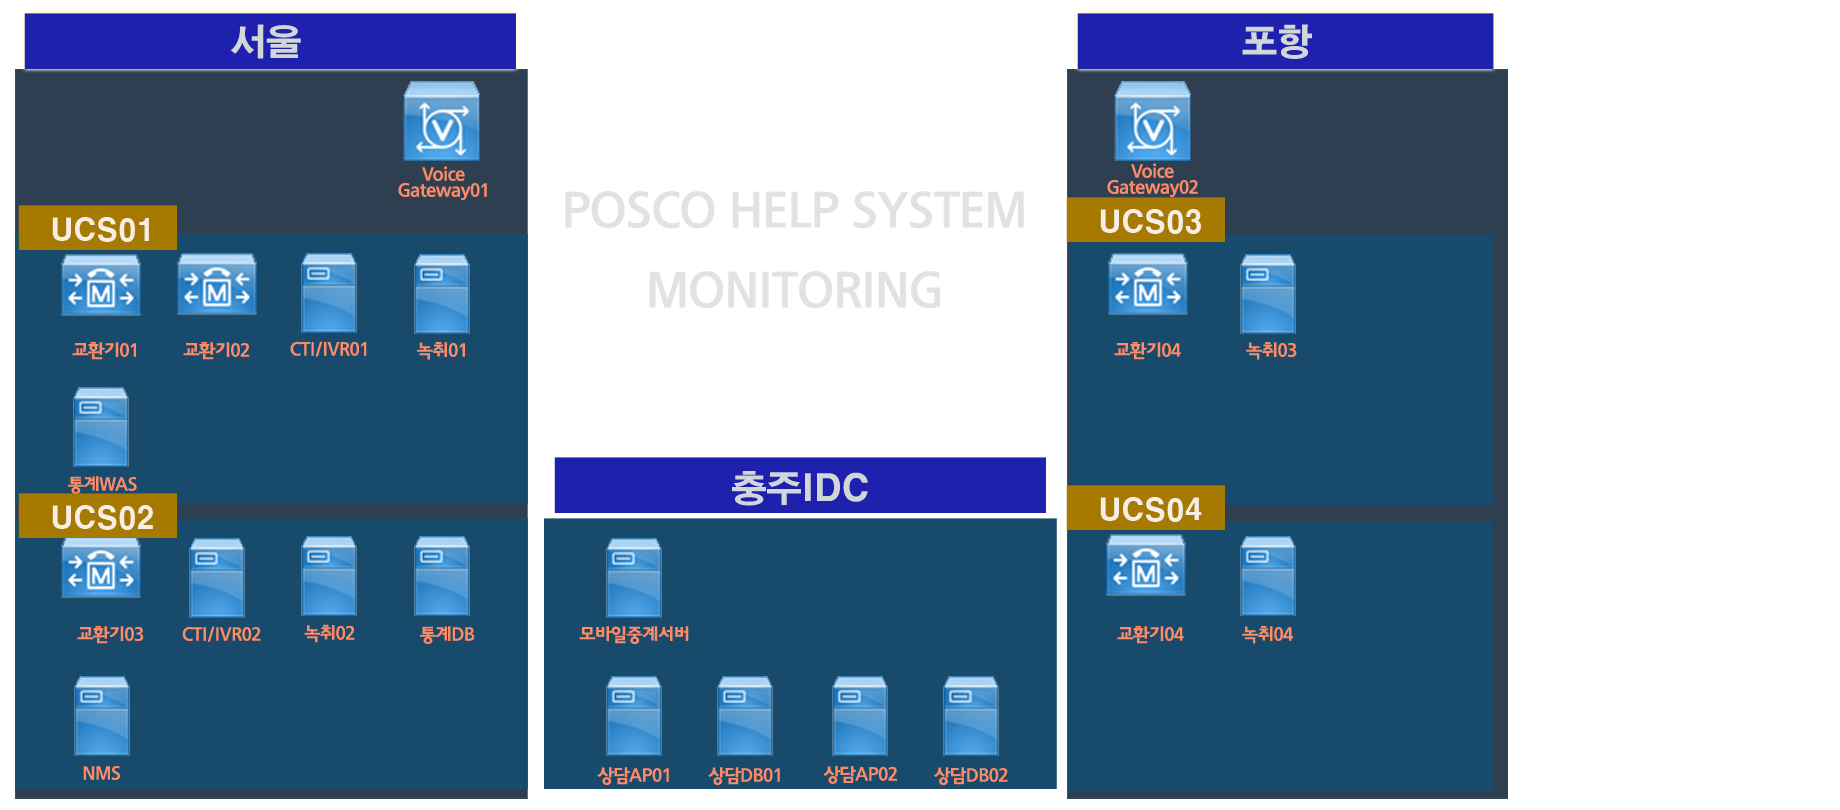 서울
Voice
Gateway01
UCS01
교환기01
교환기02
CTI/IVR01
녹취01
통계WAS
UCS02
교환기03
CTI/IVR02
녹취02
통계DB
NMS
POSCO HELP SYSTEM
MONITORING
충주IDC
모바일중계서버
상담AP01
상담DB01
상담AP02
상담DB02
포항
Voice
Gateway02
UCS03
교환기04
녹취03
UCS04
교환기04
녹취04